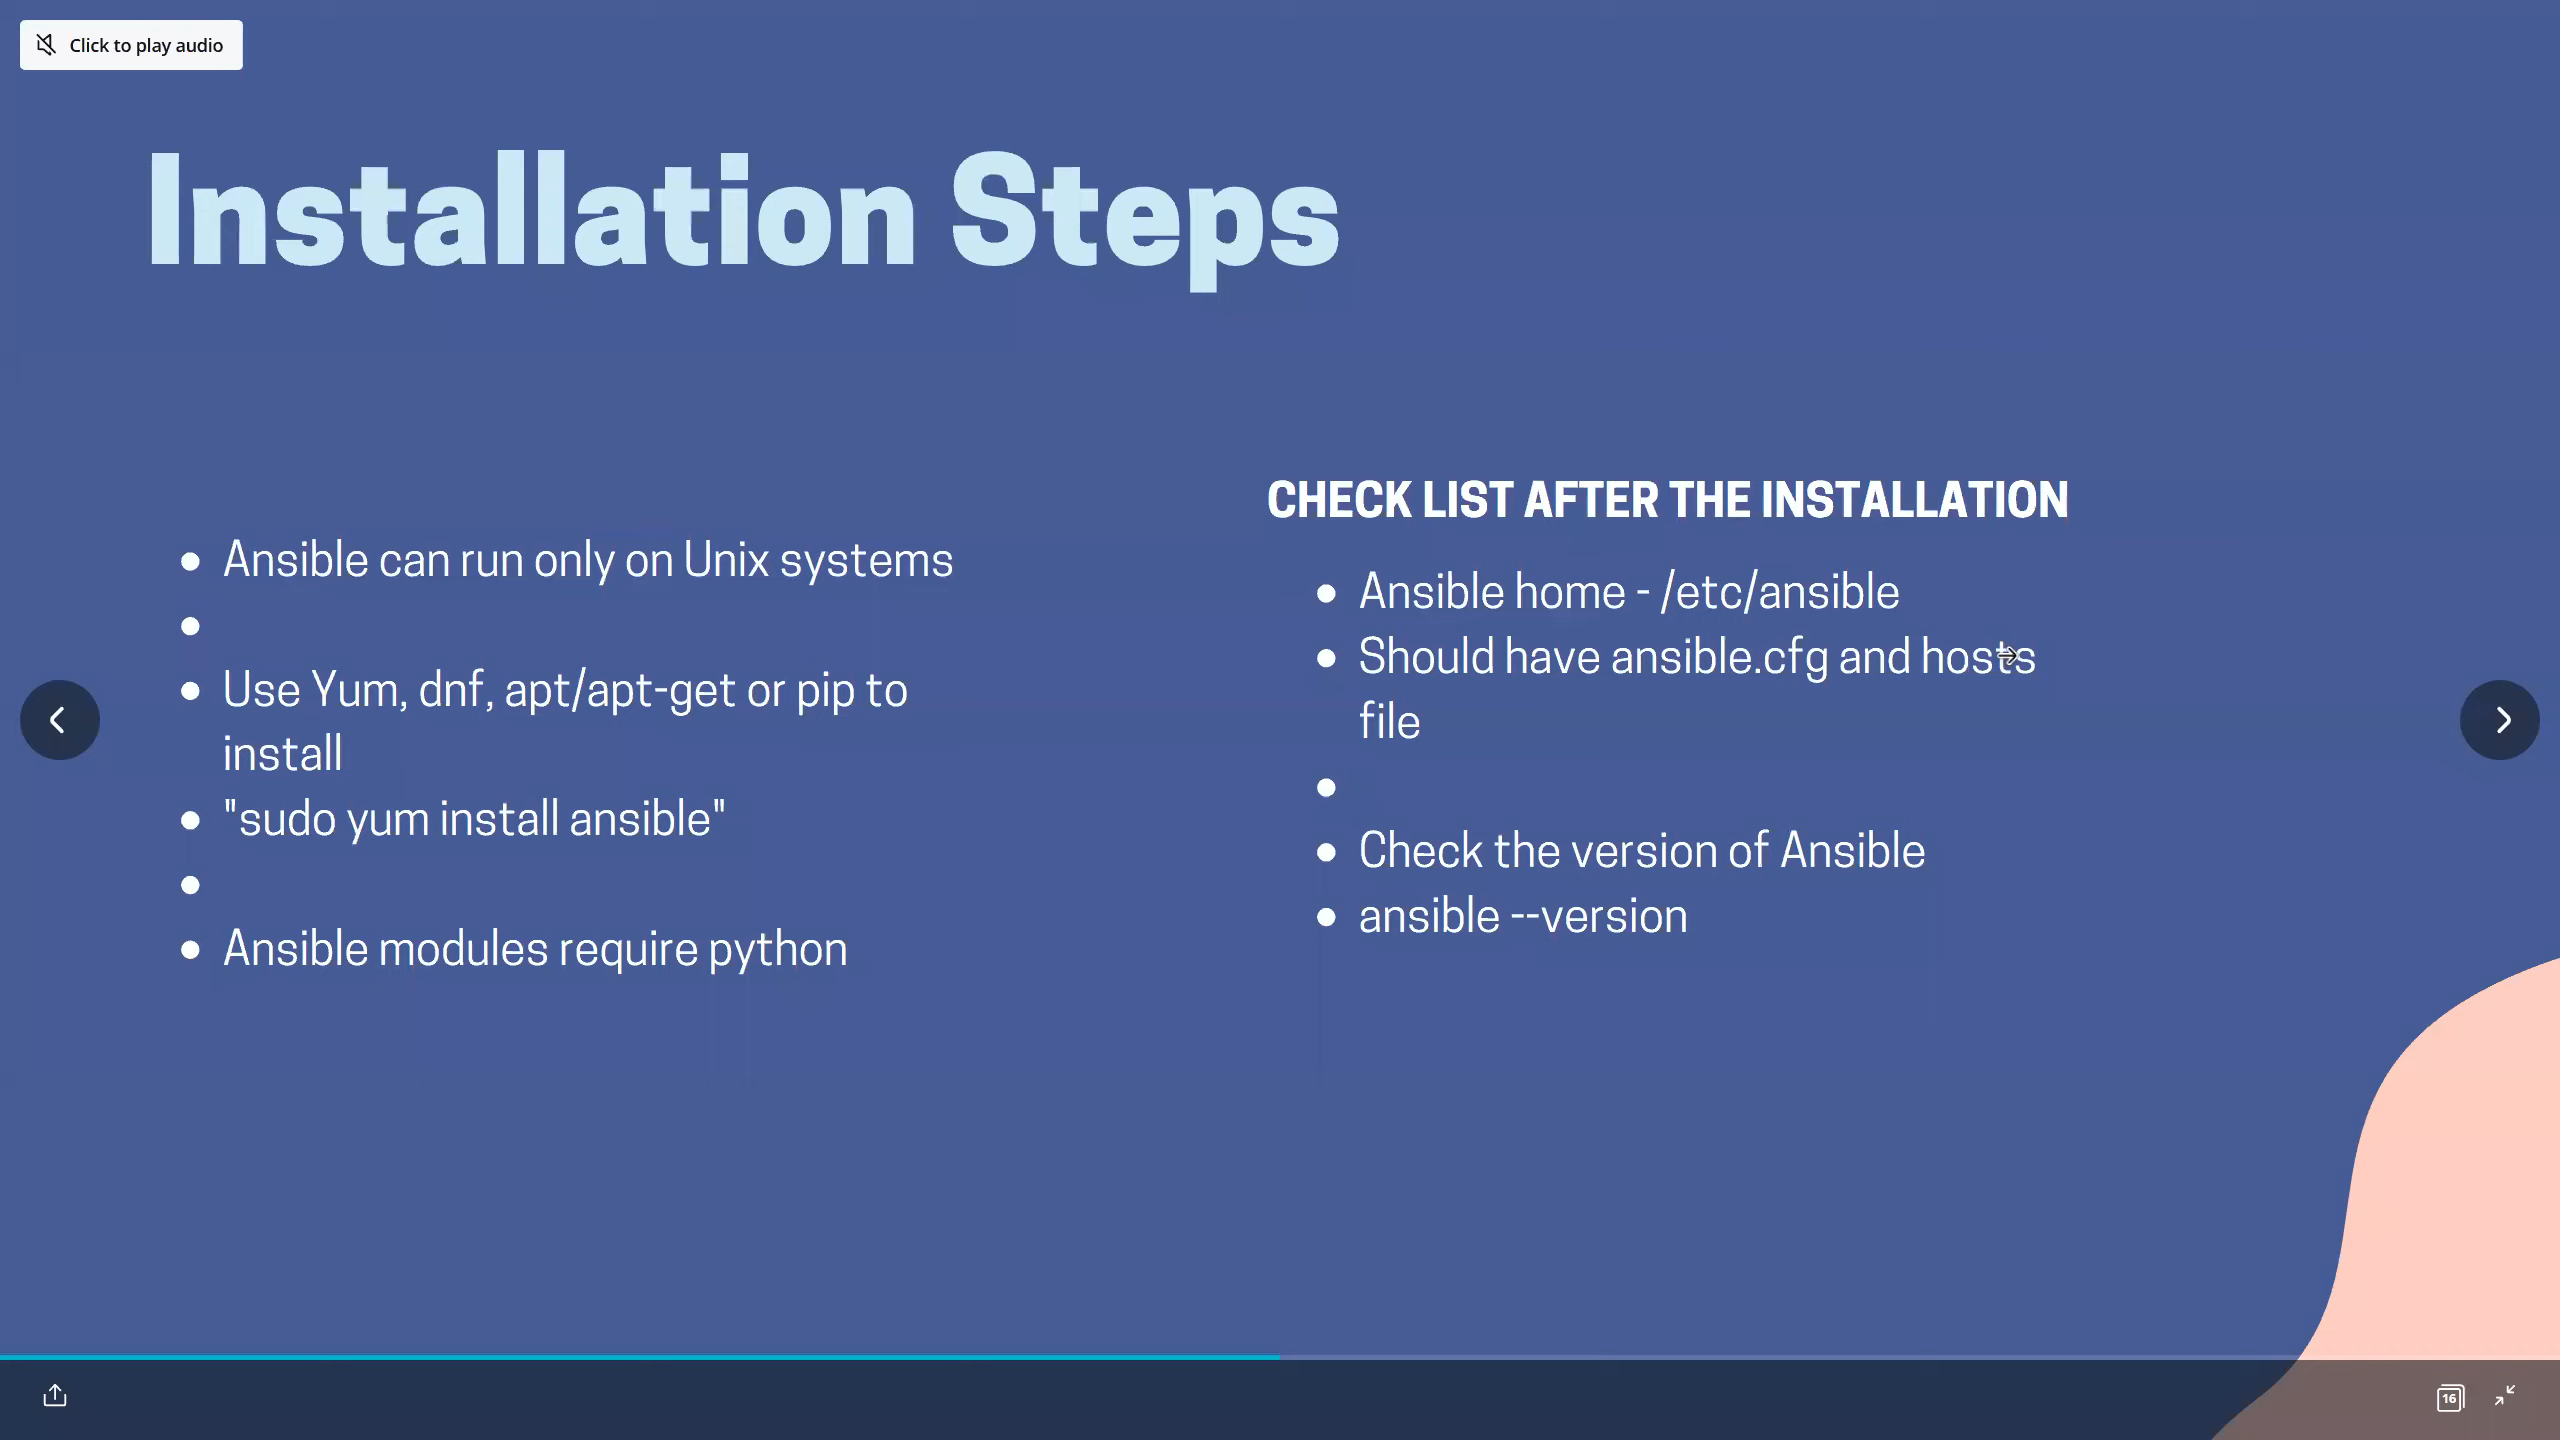 Click to play audio
Installation Steps
• Ansible can run only on Unix systems
•
• Use Yum, dnf, apt/apt-get or pip to
install
• "sudo yum install ansible"
•
• Ansible modules require python
CHECK LIST AFTER THE INSTALLATION
• Ansible home - /etc/ansible
• Should have ansible.cfg and hosts
file
•
• Check the version of Ansible
• ansible --version
16